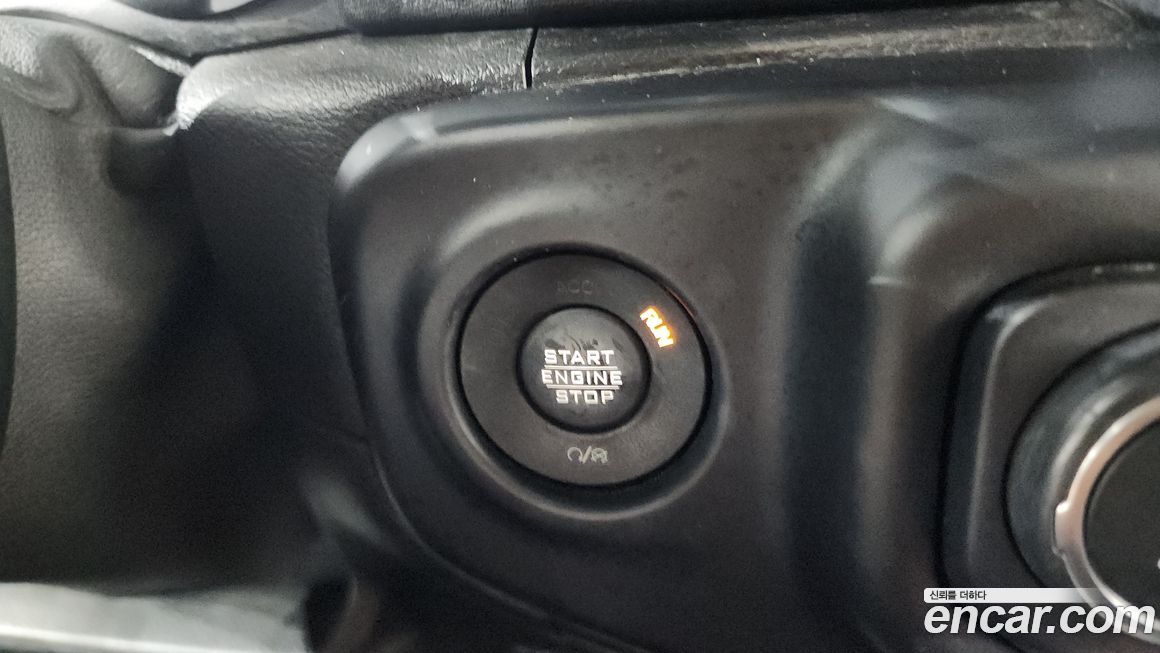 ACC
RUN
START
ENGINE
STOP
신뢰를 더하다
encar.com